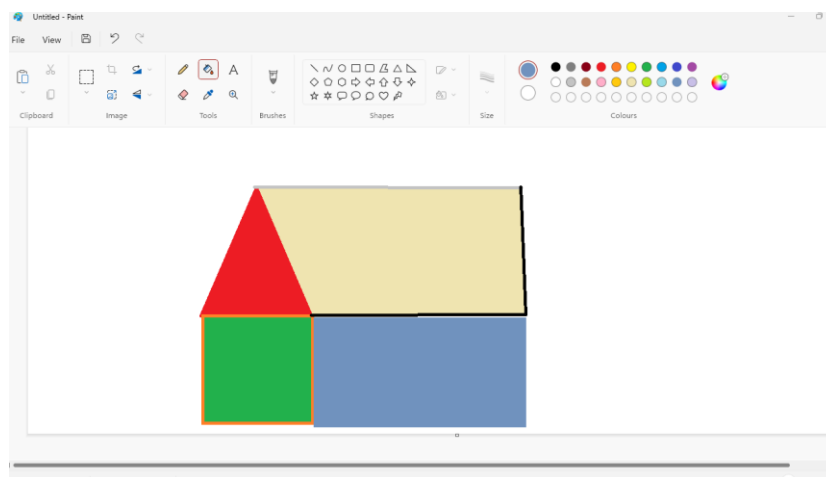 Untitled - Paint
File View
A
Clipboard Image Tools Brushes Shapes Size Colours